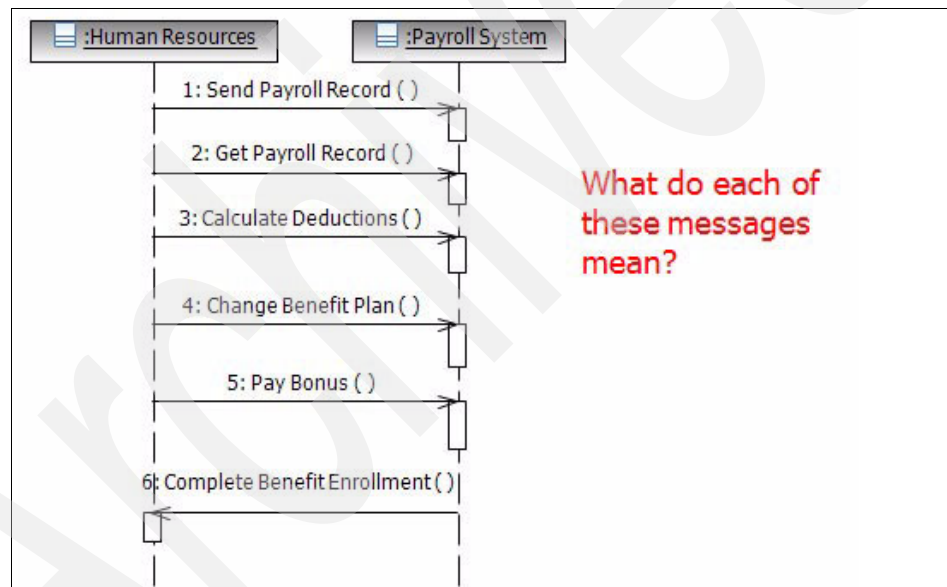 :Human Resources
:Payroll System
1: Send Payroll Record ( )
2: Get Payroll Record ( )
3: Calculate Deductions ( )
4: Change Benefit Plan ( )
5: Pay Bonus ( )
6: Complete Benefit Enrollment ( )
What do each of
these messages
mean?